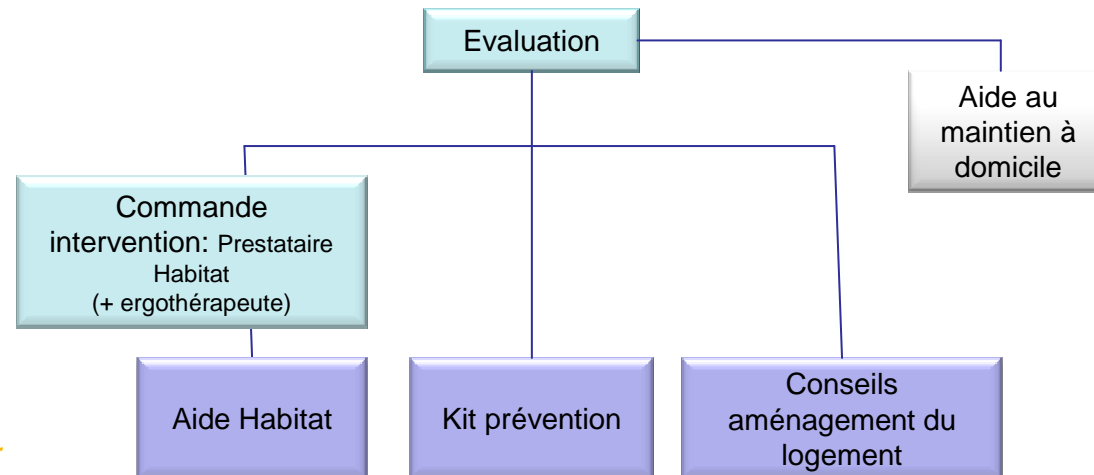 Evaluation
Aide au
maintien à
domicile
Commande
intervention: Prestataire
Habitat
(+ ergothérapeute)
Aide Habitat
Kit prévention
Conseils
aménagement du
logement